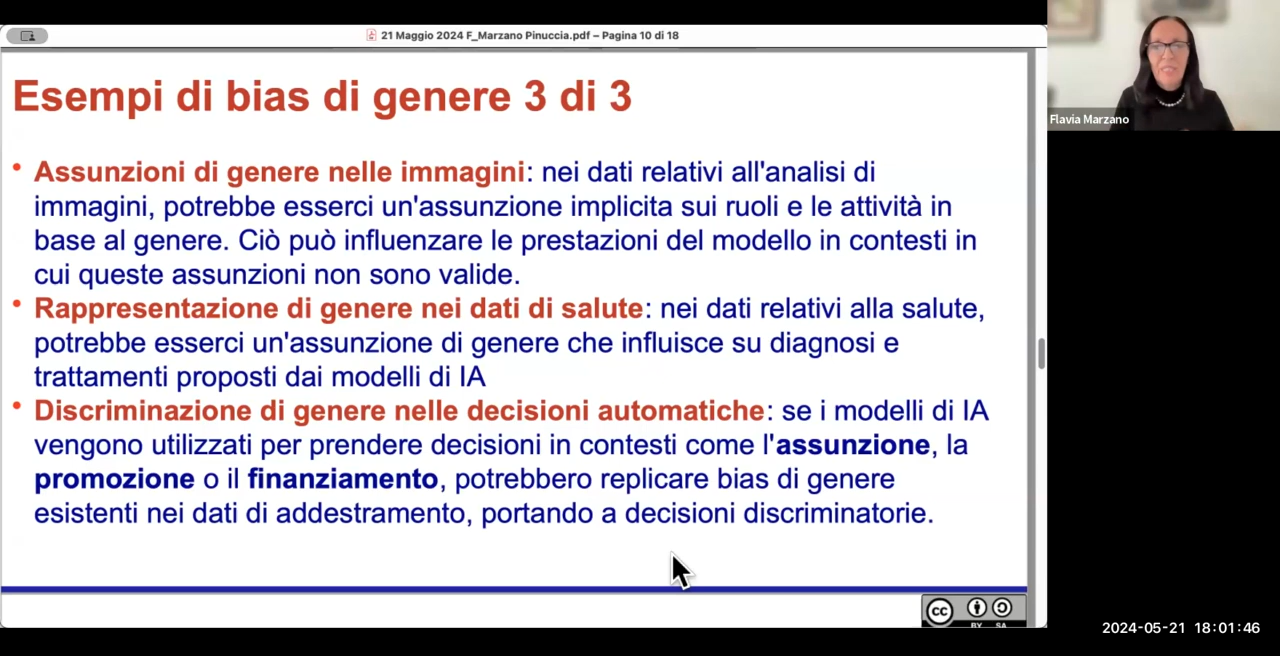 21 Maggio 2024 F_Marzano Pinuccia.pdf – Pagina 10 di 18
Esempi di bias di genere 3 di 3
• Assunzioni di genere nelle immagini: nei dati relativi all'analisi di
immagini, potrebbe esserci un'assunzione implicita sui ruoli e le attività in
base al genere. Ciò può influenzare le prestazioni del modello in contesti in
cui queste assunzioni non sono valide.
• Rappresentazione di genere nei dati di salute: nei dati relativi alla salute,
potrebbe esserci un'assunzione di genere che influisce su diagnosi e
trattamenti proposti dai modelli di IA
• Discriminazione di genere nelle decisioni automatiche: se i modelli di IA
vengono utilizzati per prendere decisioni in contesti come l'assunzione, la
promozione o il finanziamento, potrebbero replicare bias di genere
esistenti nei dati di addestramento, portando a decisioni discriminatorie.
cc
BY SA
Flavia Marzano
2024-05-21 18:01:46